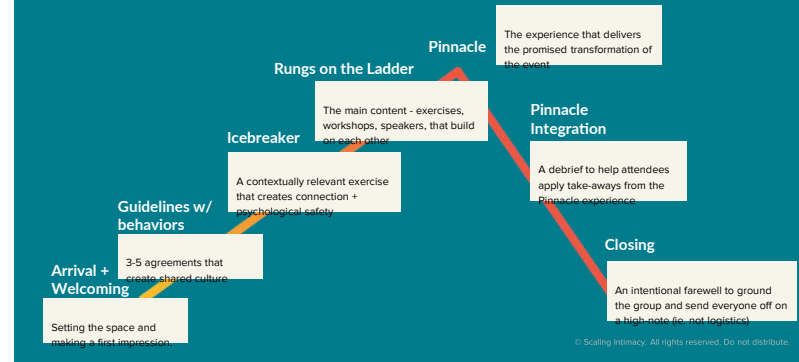 Pinnacle
The experience that delivers
the promised transformation of
the event
Rungs on the Ladder
The main content - exercises,
workshops, speakers, that build
on each other
Pinnacle
Integration
A debrief to help attendees
apply take-aways from the
Pinnacle experience
Icebreaker
A contextually relevant exercise
that creates connection +
psychological safety
Guidelines w/
behaviors
3-5 agreements that
create shared culture
Closing
An intentional farewell to ground
the group and send everyone off on
a high-note (ie. not logistics)
Arrival +
Welcoming
Setting the space and
making a first impression.
© Scaling Intimacy. All rights reserved. Do not distribute.